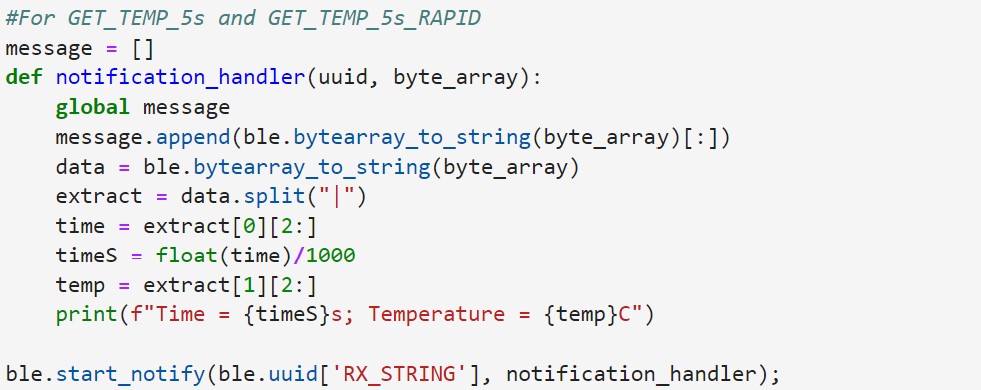 #For GET_TEMP_5s and GET_TEMP_5s_RAPID
message = []
def notification_handler(uuid, byte_array):
    global message
    message.append(ble.bytearray_to_string(byte_array)[:])
    data = ble.bytearray_to_string(byte_array)
    extract = data.split("|")
    time = extract[0][2:]
    timeS = float(time)/1000
    temp = extract[1][2:]
    print(f"Time = {timeS}s; Temperature = {temp}C")
ble.start_notify(ble.uuid['RX_STRING'], notification_handler);